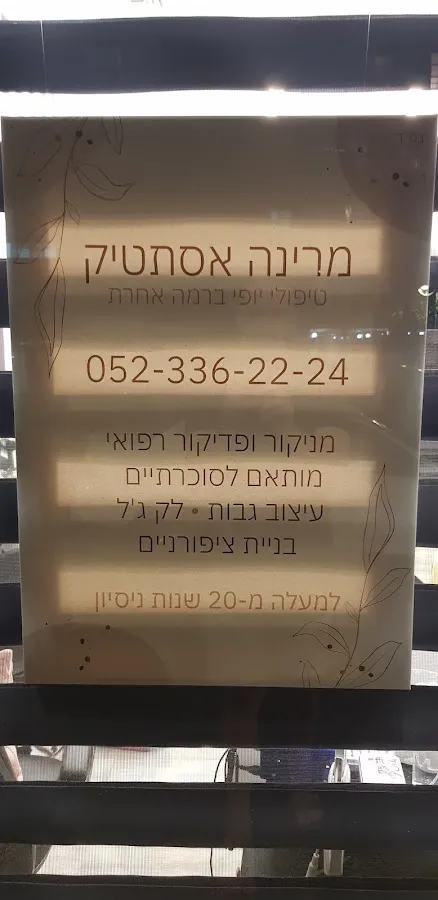 מרינה אסתטיק
טיפולי יופי ברמה אחרת
052-336-22-24
מניקור ופדיקור רפואי
מותאם לסוכרתיים
עיצוב גבות • לק ג'ל
בניית ציפורניים
למעלה מ-20 שנות ניסיון